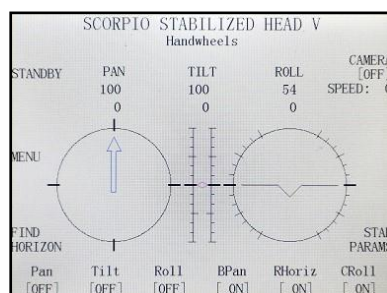 SCORPIO STABILIZED HEAD V
Handwheels
STANDBY PAN TILT ROLL CAMERA
100 100 54 [OFF]
0 0 0 SPEED:
MENU
FIND
HORIZON
PARAMS
Pan Tilt Roll BPan RHoriz CRoll
[OFF] [OFF] [OFF] [ ON] [ ON] [ ON]